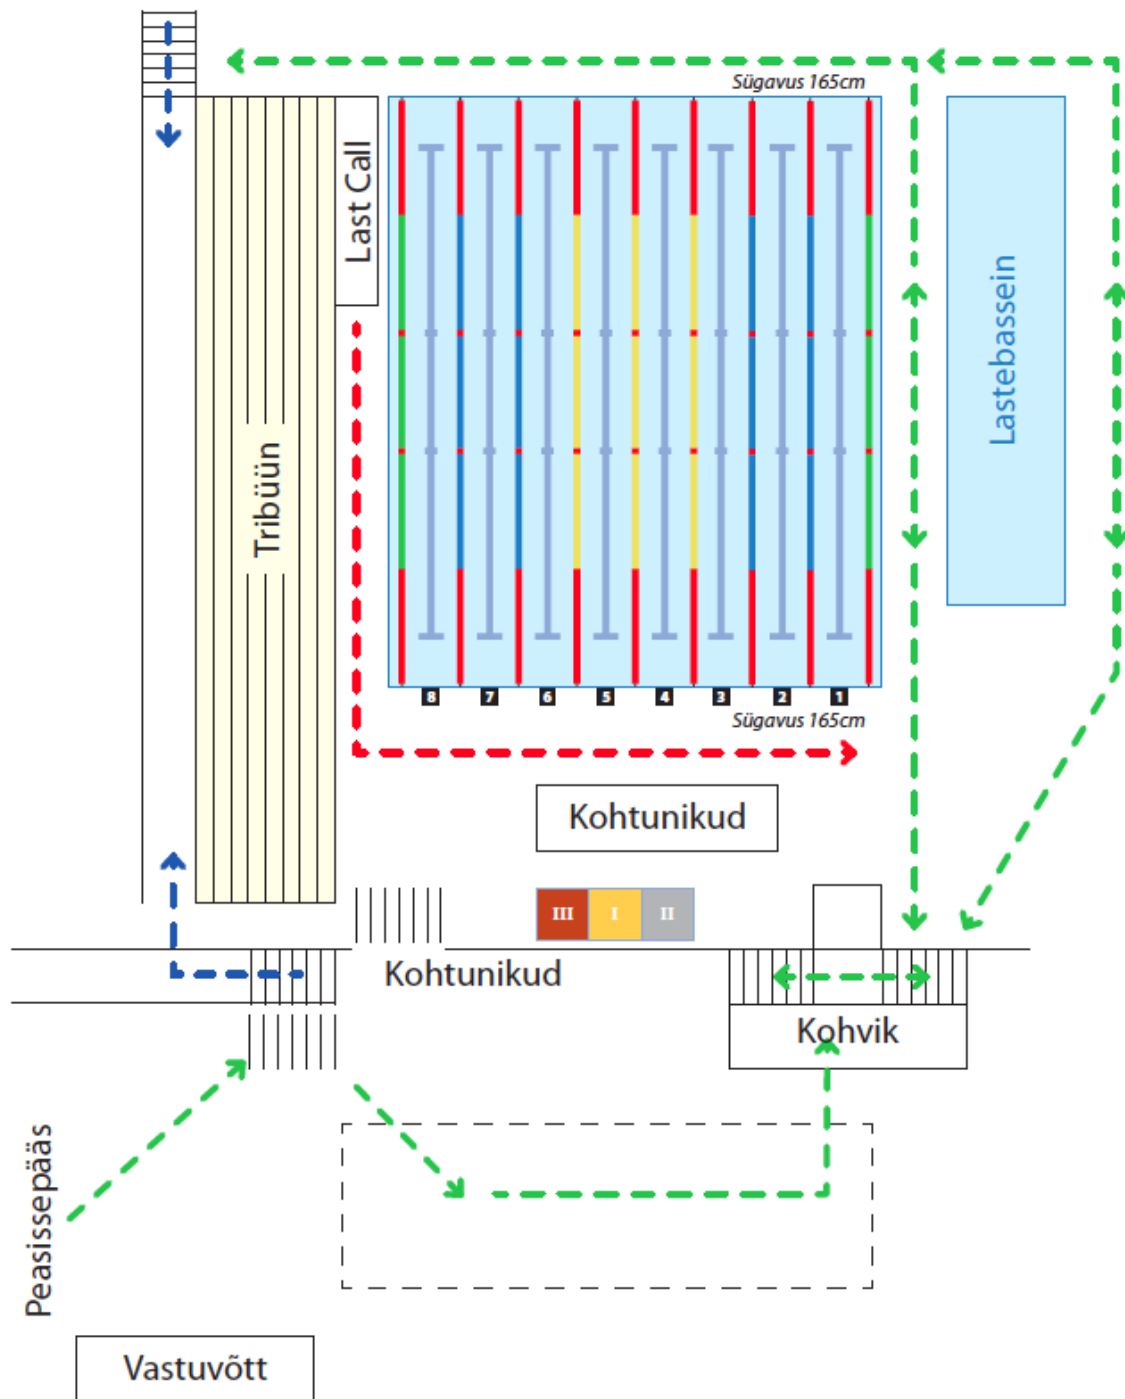 Sügavus 165cm
Last Call
Lastebassein
Tribüün
8 7 6 5 4 3 2 1
Sügavus 165cm
Kohtunikud
III I II
Kohtunikud
Kohvik
Peasissepääs
Vastuvõtt